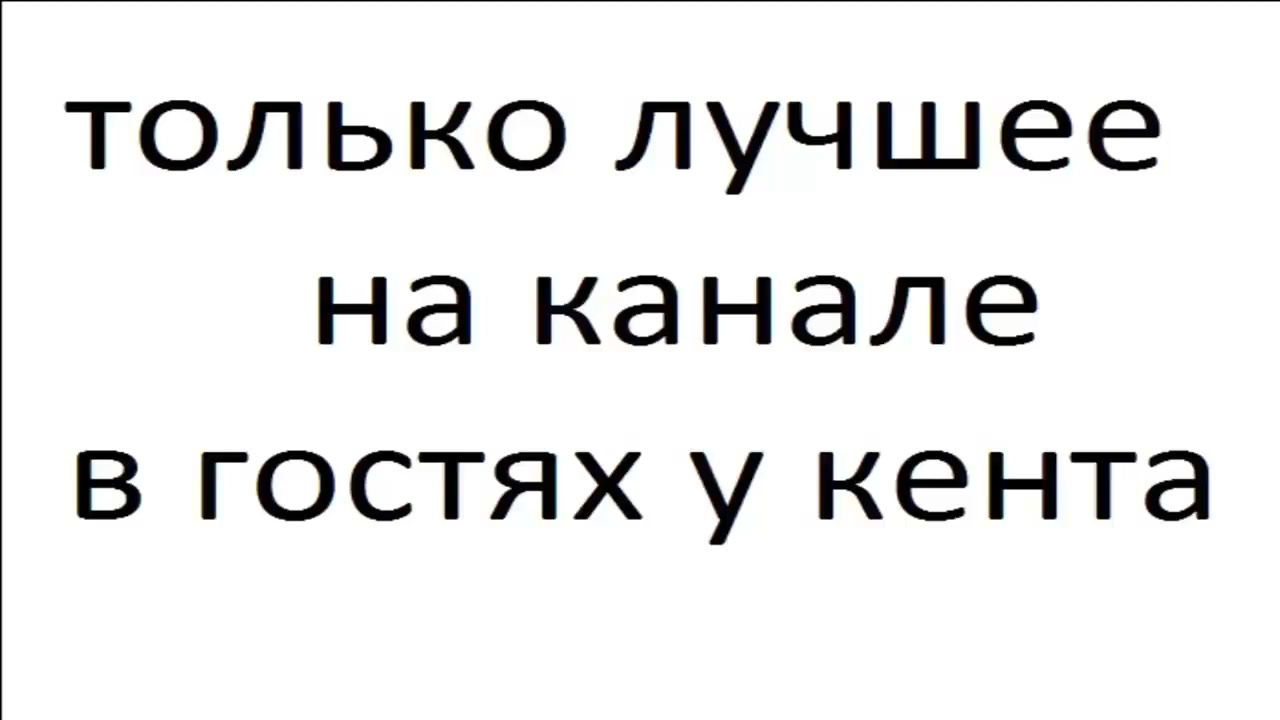 только лучшее
на канале
в гостях у кента